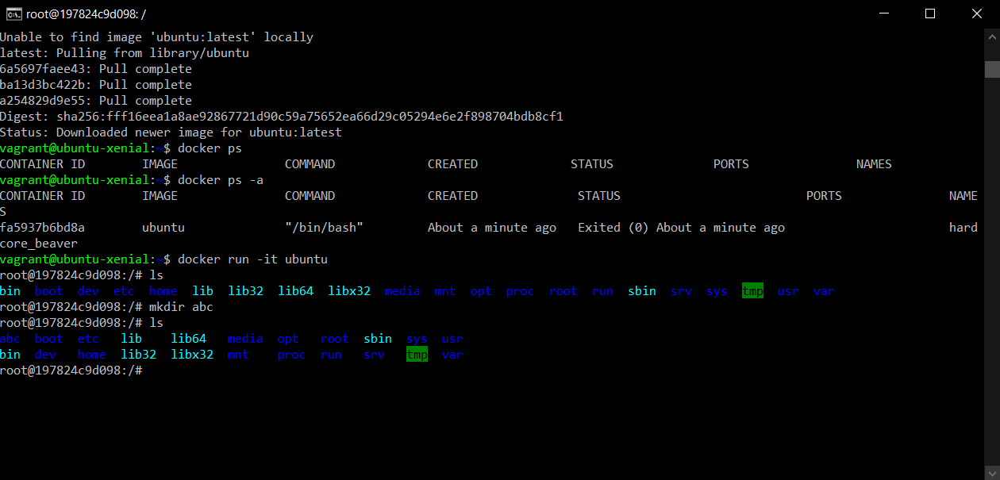 root@197824c9d098: /
Unable to find image 'ubuntu:latest' locally
latest: Pulling from library/ubuntu
6a5697faee43: Pull complete
ba13d3bc422b: Pull complete
a254829d9e55: Pull complete
Digest: sha256:fff16eea1a8ae92867721d90c59a75652ea66d29c05294e6e2f898704bdb8cf1
Status: Downloaded newer image for ubuntu:latest
vagrant@ubuntu-xenial:~$ docker ps
CONTAINER ID        IMAGE               COMMAND             CREATED             STATUS              PORTS               NAMES
vagrant@ubuntu-xenial:~$ docker ps -a
CONTAINER ID        IMAGE               COMMAND             CREATED              STATUS                          PORTS               NAME
S
fa5937b6bd8a        ubuntu              "/bin/bash"         About a minute ago   Exited (0) About a minute ago                       hard
core_beaver
vagrant@ubuntu-xenial:~$ docker run -it ubuntu
root@197824c9d098:/# ls
bin  boot  dev  etc  home  lib  lib32  lib64  libx32  media  mnt  opt  proc  root  run  sbin  srv  sys  tmp  usr  var
root@197824c9d098:/# mkdir abc
root@197824c9d098:/# ls
abc  boot  etc   lib    lib64   media  opt   root  sbin  sys  usr
bin  dev   home  lib32  libx32  mnt    proc  run   srv   tmp  var
root@197824c9d098:/#